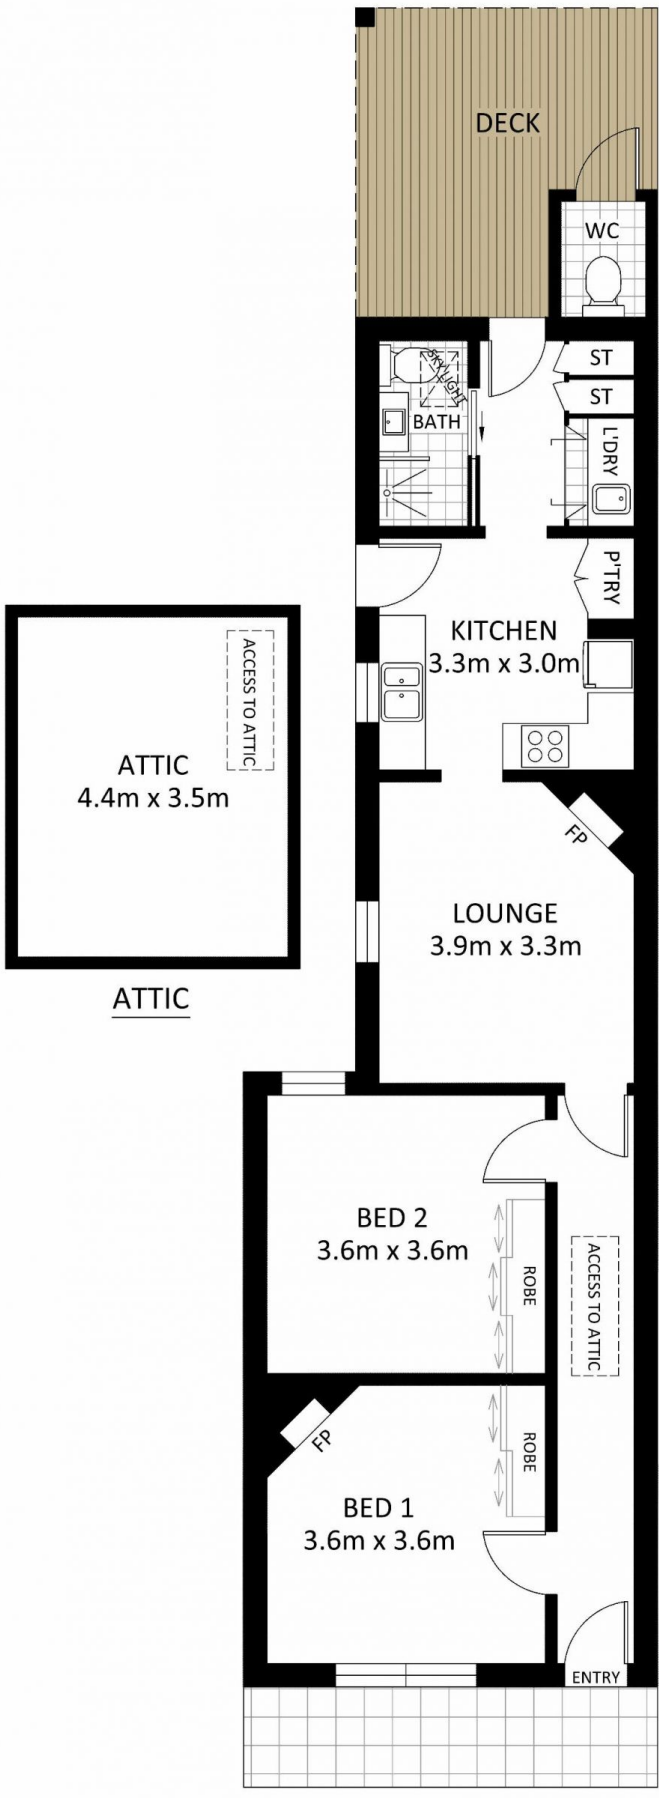 DECK
WC
SKYLIGHT
ST
ST
BATH
L'DRY
P'TRY
KITCHEN
3.3m x 3.0m
ACCESS TO ATTIC
ATTIC
4.4m x 3.5m
ATTIC
FP
LOUNGE
3.9m x 3.3m
BED 2
3.6m x 3.6m
ROBE
ACCESS TO ATTIC
FP
ROBE
BED 1
3.6m x 3.6m
ENTRY